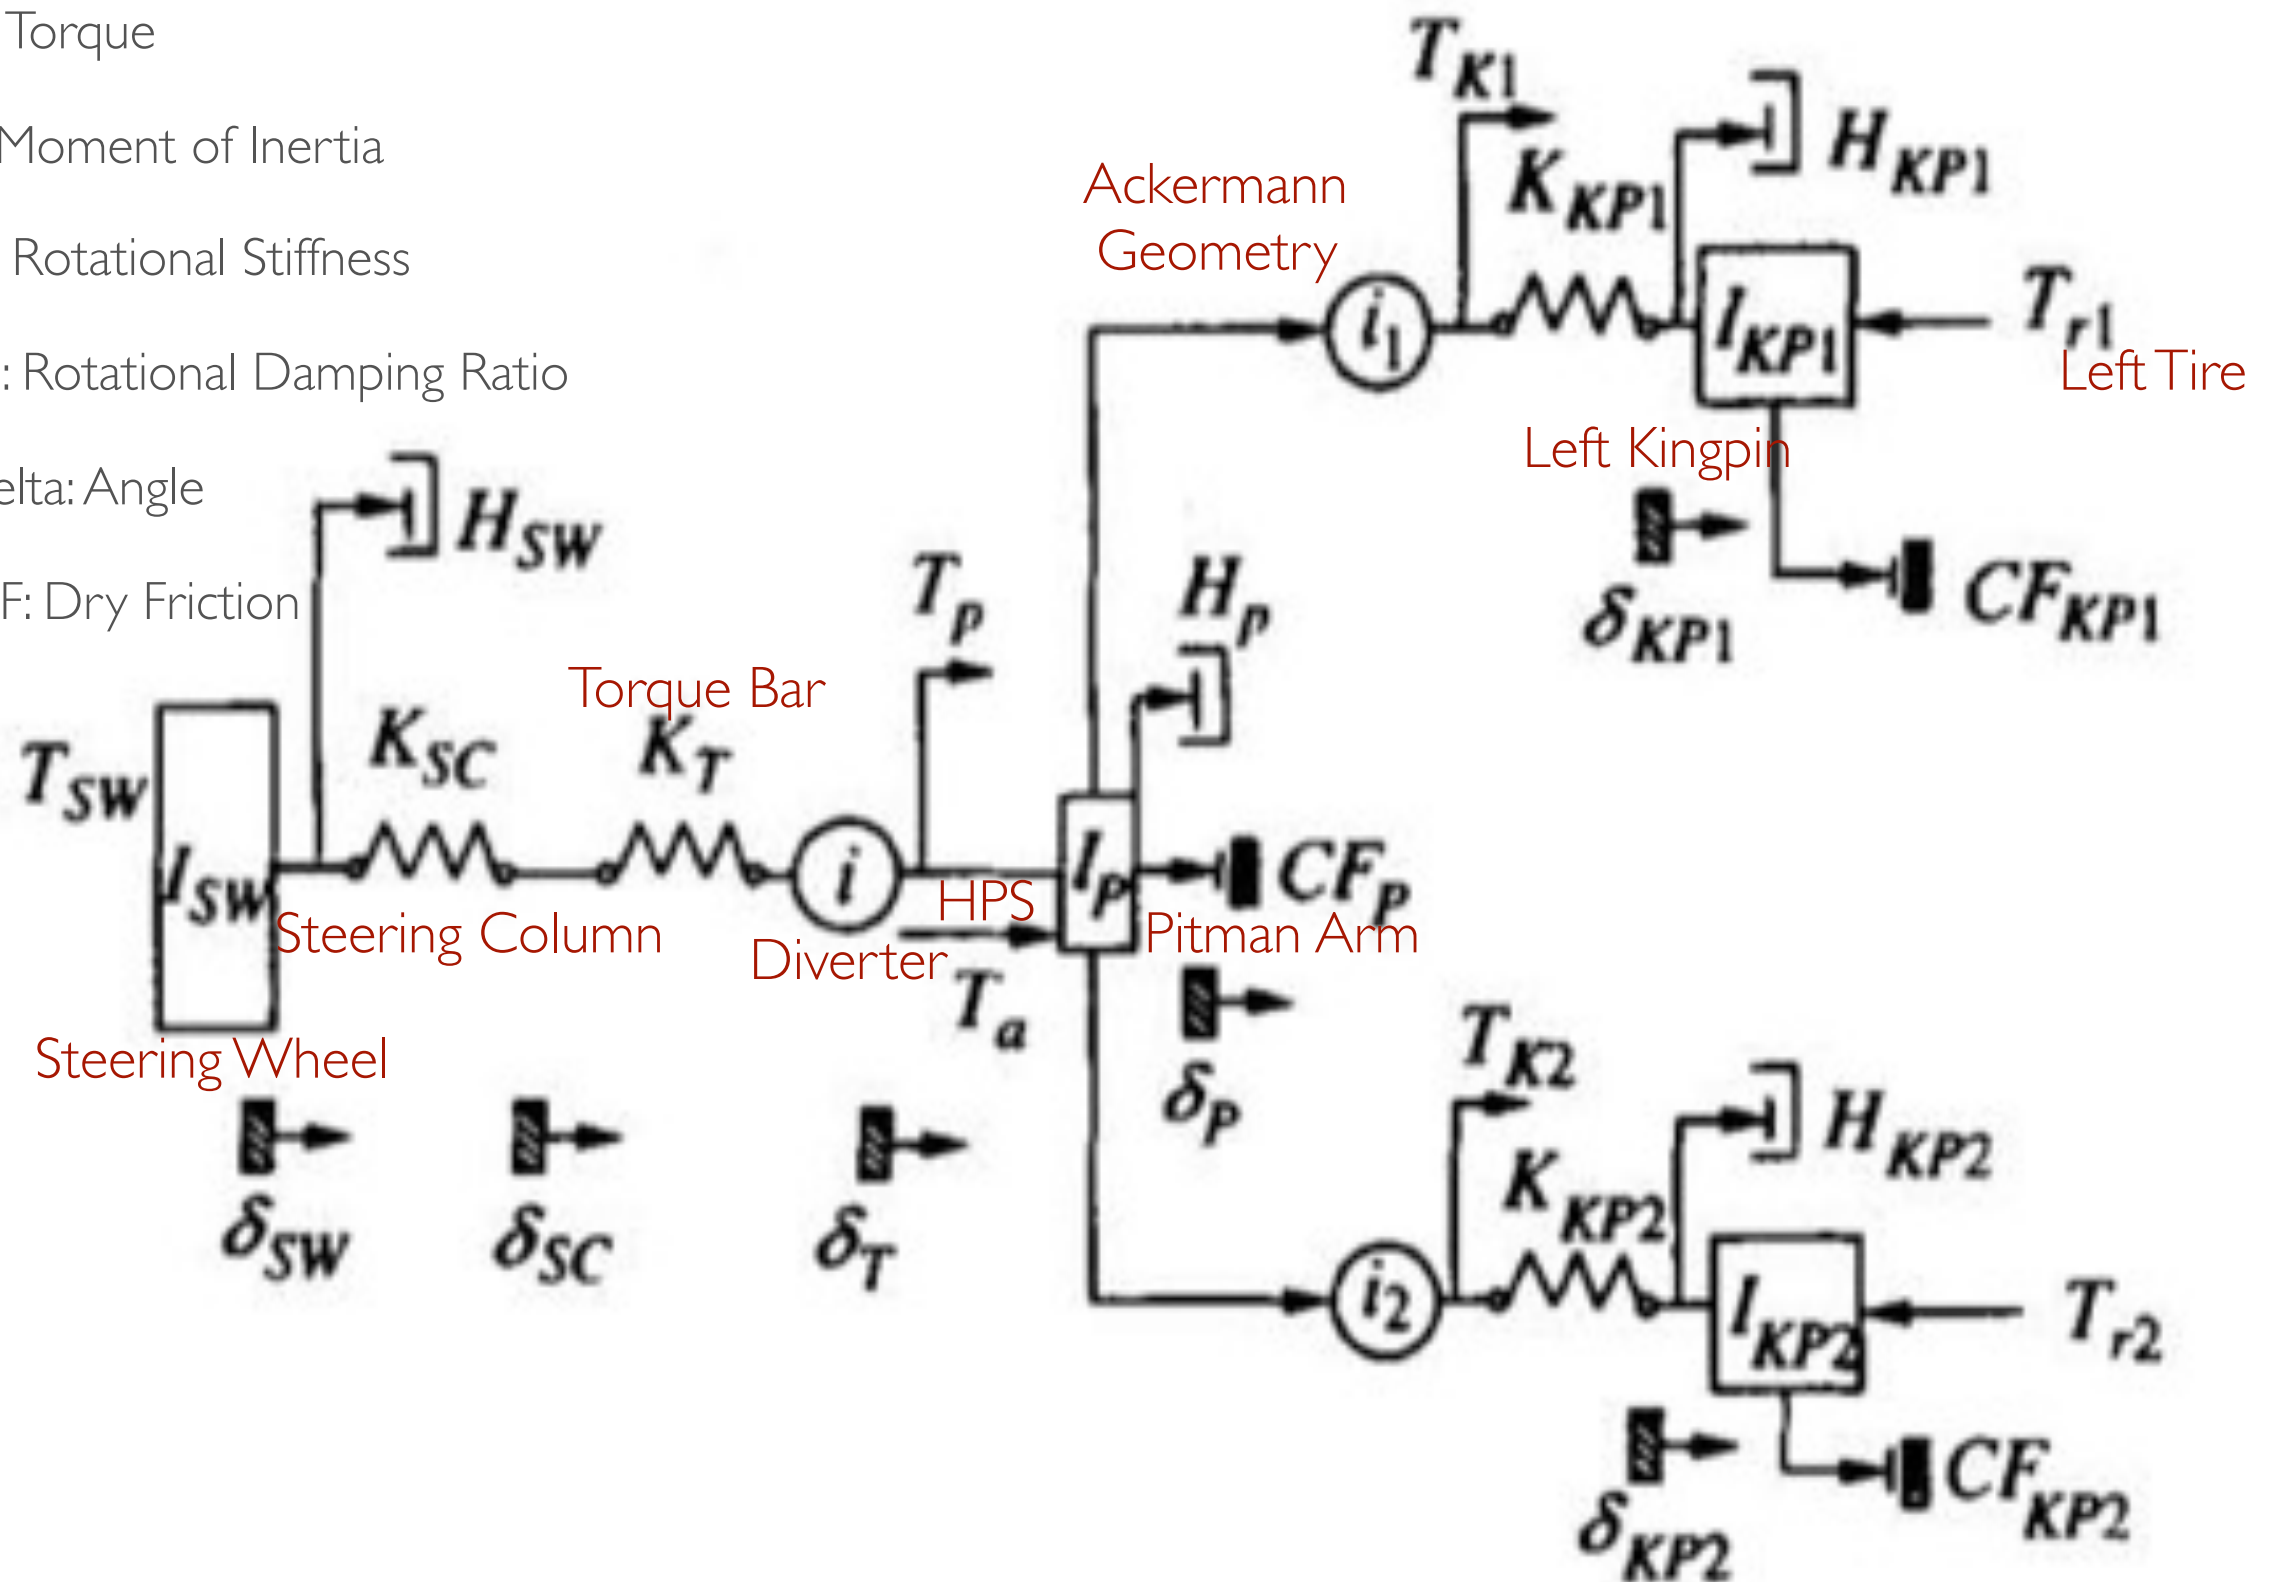 Torque
Moment of Inertia
Rotational Stiffness
: Rotational Damping Ratio
elta: Angle
F: Dry Friction
T_K1
K_KP1
H_KP1
Ackermann
Geometry
i_1
I_KP1
T_r1
Left Tire
Left Kingpin
δ_KP1
CF_KP1
H_SW
T_p
H_p
Torque Bar
T_SW
I_SW
K_SC
K_T
i
HPS
I_P
CF_p
Steering Column
Diverter
Pitman Arm
T_a
δ_P
Steering Wheel
δ_SW
δ_SC
δ_T
T_K2
K_KP2
H_KP2
i_2
I_KP2
T_r2
δ_KP2
CF_KP2